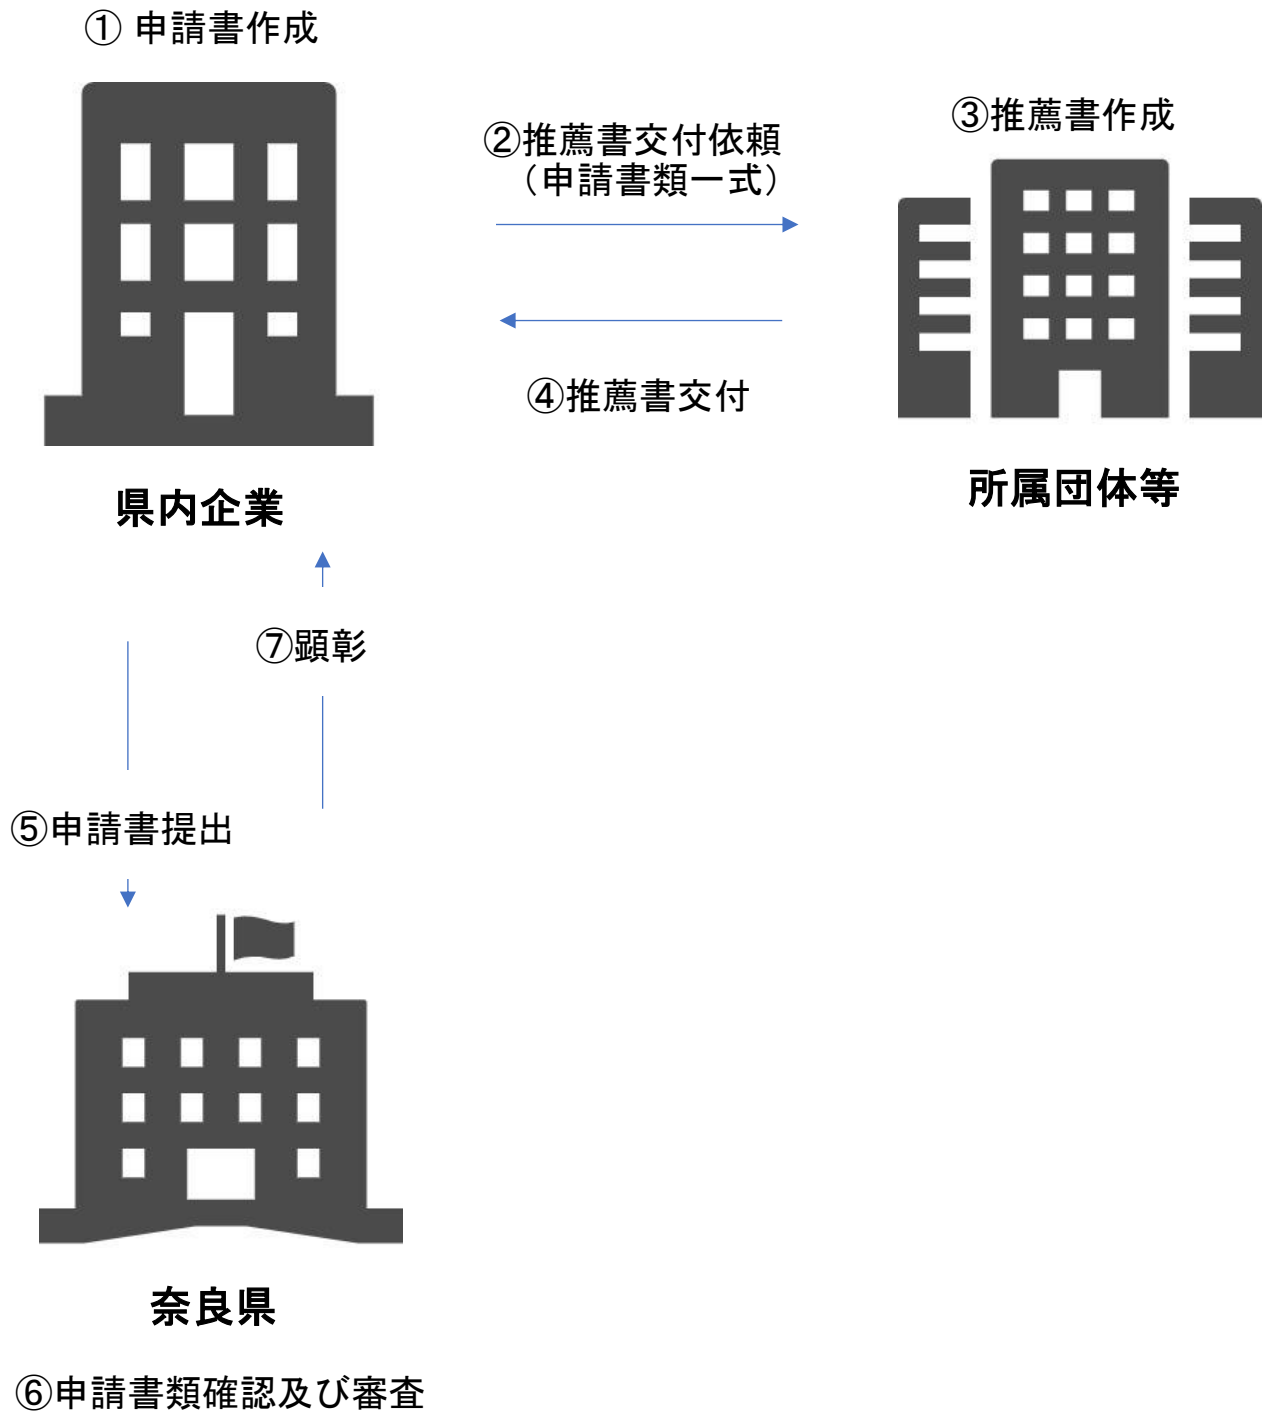 ① 申請書作成
②推薦書交付依頼
（申請書類一式）
③推薦書作成
④推薦書交付
県内企業
所属団体等
⑦顕彰
⑤申請書提出
奈良県
⑥申請書類確認及び審査